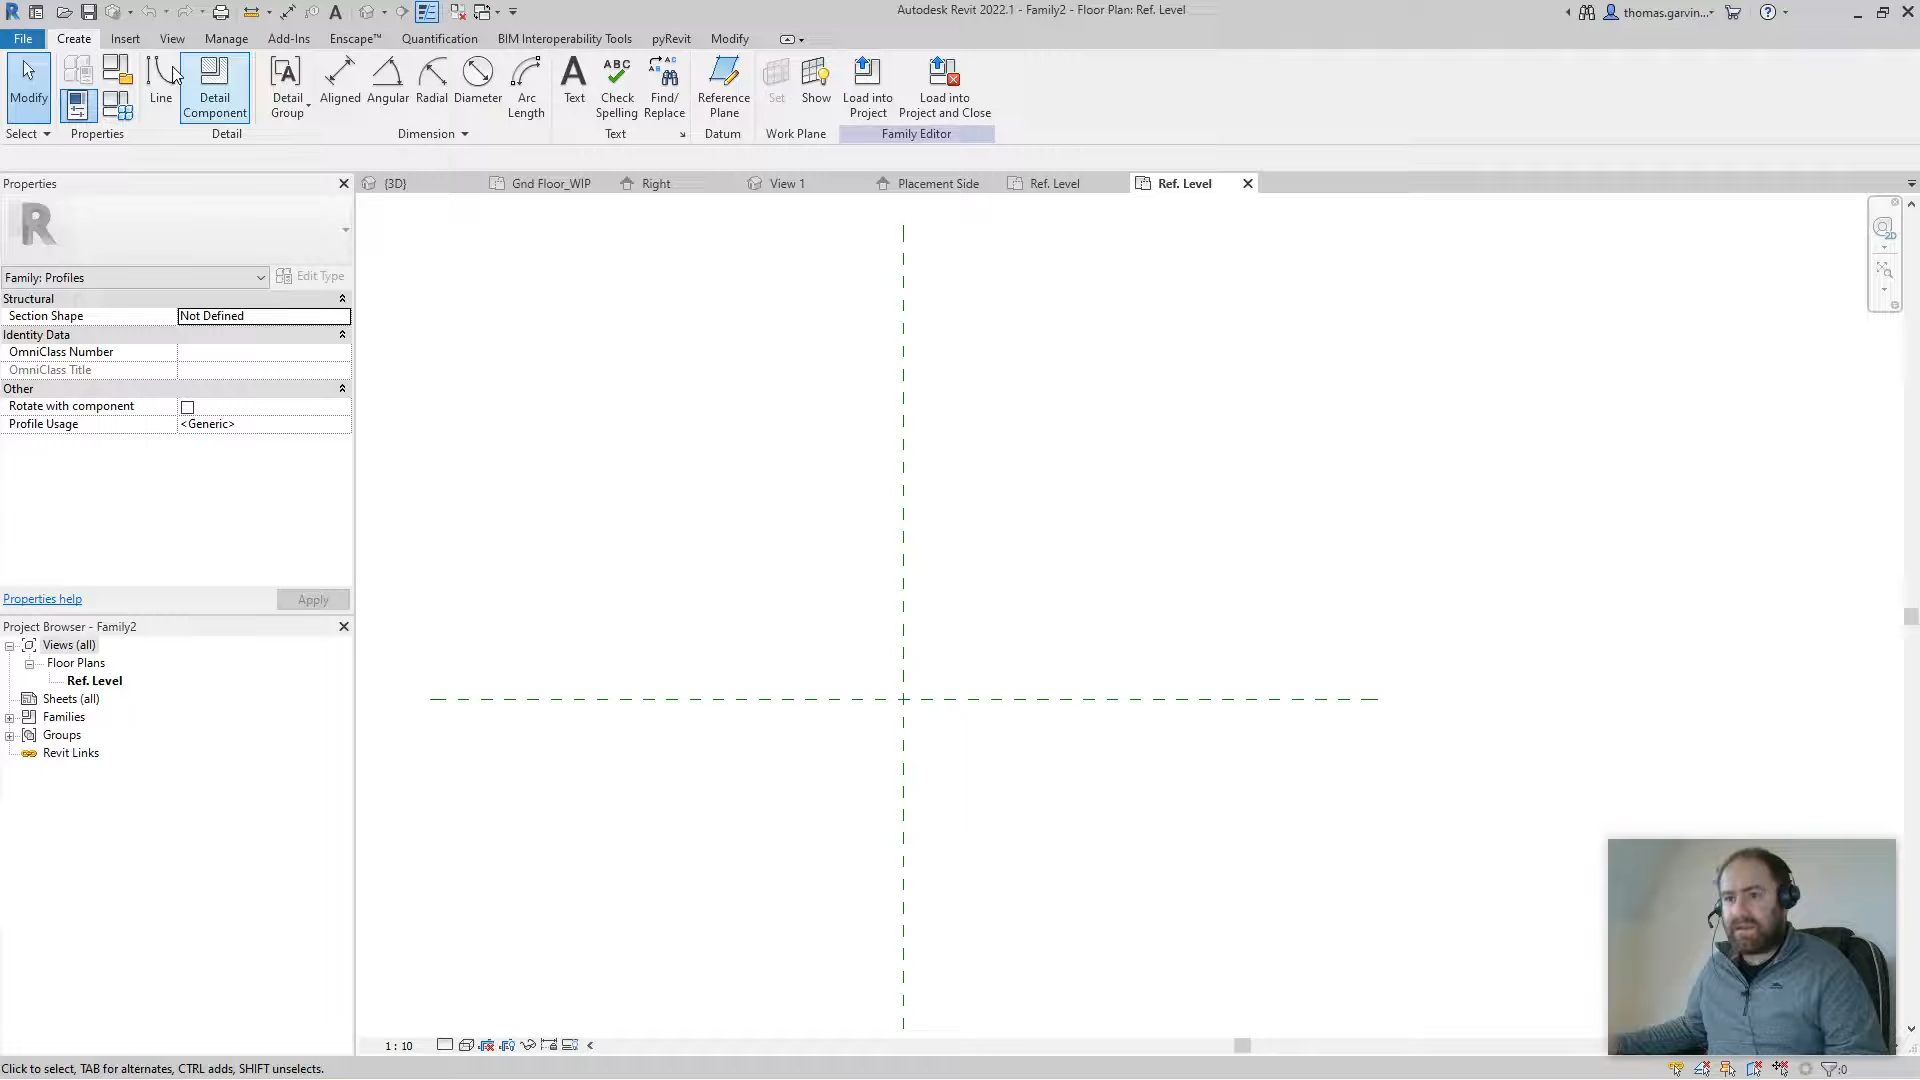 Autodesk Revit 2022.1 - Family2 - Floor Plan: Ref. Level
thomas.garvin...
File Create Insert View Manage Add-Ins Enscape™ Quantification BIM Interoperability Tools pyRevit Modify
Modify
Line
Detail Component
Detail Group
Aligned
Angular
Radial
Diameter
Arc Length
Text
ABC
Check Spelling
Find/ Replace
Reference Plane
Set
Show
Load into Project
Load into Project and Close
Select Properties Detail Dimension Text Datum Work Plane Family Editor
Properties
{3D} Gnd Floor_WIP Right View 1 Placement Side Ref. Level Ref. Level
R
Family: Profiles Edit Type
Structural
Section Shape Not Defined
Identity Data
OmniClass Number
OmniClass Title
Other
Rotate with component
Profile Usage <Generic>
Properties help Apply
Project Browser - Family2
Views (all)
Floor Plans
Ref. Level
Sheets (all)
Families
Groups
Revit Links
2D
1 : 10
Click to select, TAB for alternates, CTRL adds, SHIFT unselects.
:0